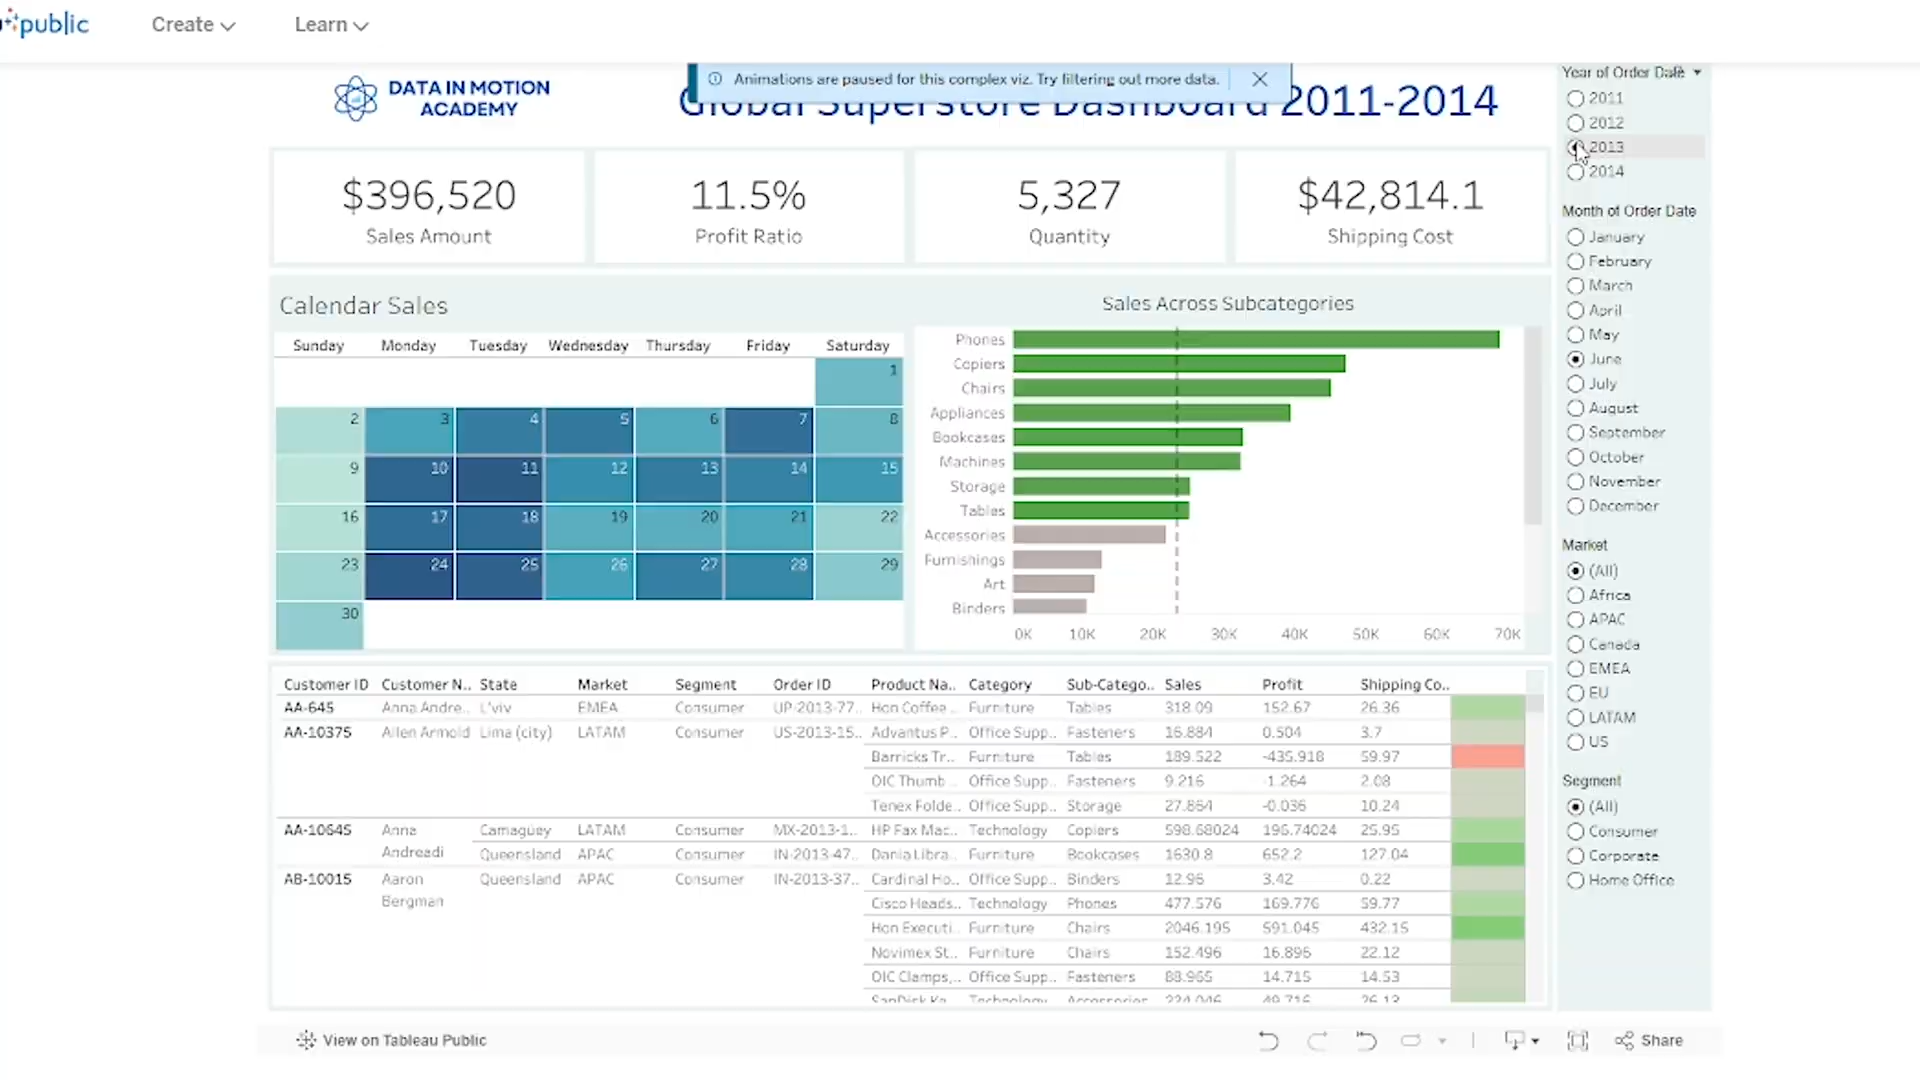 public Create Learn
Animations are paused for this complex viz. Try filtering out more data.
DATA IN MOTION
ACADEMY
Global Superstore Dashboard 2011-2014
$396,520 11.5% 5,327 $42,814.1
Sales Amount Profit Ratio Quantity Shipping Cost
Calendar Sales
Sunday Monday Tuesday Wednesday Thursday Friday Saturday
1
2 3 4 5 6 7 8
9 10 11 12 13 14 15
16 17 18 19 20 21 22
23 24 25 26 27 28 29
30
Sales Across Subcategories
Phones
Copiers
Chairs
Appliances
Bookcases
Machines
Storage
Tables
Accessories
Furnishings
Art
Binders
0K 10K 20K 30K 40K 50K 60K 70K
Customer ID Customer N.. State Market Segment Order ID Product Na.. Category Sub-Catego.. Sales Profit Shipping Co..
AA-645 Anna Andre.. L'viv EMEA Consumer UP-2013-77.. Hon Coffee .. Furniture Tables 318.09 152.67 26.36
AA-10375 Allen Armold Lima (city) LATAM Consumer US-2013-15.. Advantus P.. Office Supp.. Fasteners 16.884 0.504 3.7
Barricks Tr.. Furniture Tables 189.522 -435.918 59.97
OIC Thumb .. Office Supp.. Fasteners 9.216 -1.264 2.08
Tenex Folde.. Office Supp.. Storage 27.864 -0.036 10.24
AA-10645 Anna Camagüey LATAM Consumer MX-2013-1.. HP Fax Mac.. Technology Copiers 598.68024 196.74024 25.95
Andreadi Queensland APAC Consumer IN-2013-47.. Dania Libra.. Furniture Bookcases 1630.8 652.2 127.04
AB-10015 Aaron Queensland APAC Consumer IN-2013-37.. Cardinal Ho.. Office Supp.. Binders 12.96 3.42 0.22
Bergman Cisco Heads.. Technology Phones 477.576 169.776 59.77
Hon Executi.. Furniture Chairs 2046.195 591.045 432.15
Novimex St.. Furniture Chairs 152.496 16.896 22.12
OIC Clamps,.. Office Supp.. Fasteners 88.965 14.715 14.53
SanDisk Ke.. Technology Accessories 224.046 49.716 26.13
Year of Order Date
2011
2012
2013
2014
Month of Order Date
January
February
March
April
May
June
July
August
September
October
November
December
Market
(All)
Africa
APAC
Canada
EMEA
EU
LATAM
US
Segment
(All)
Consumer
Corporate
Home Office
View on Tableau Public Share